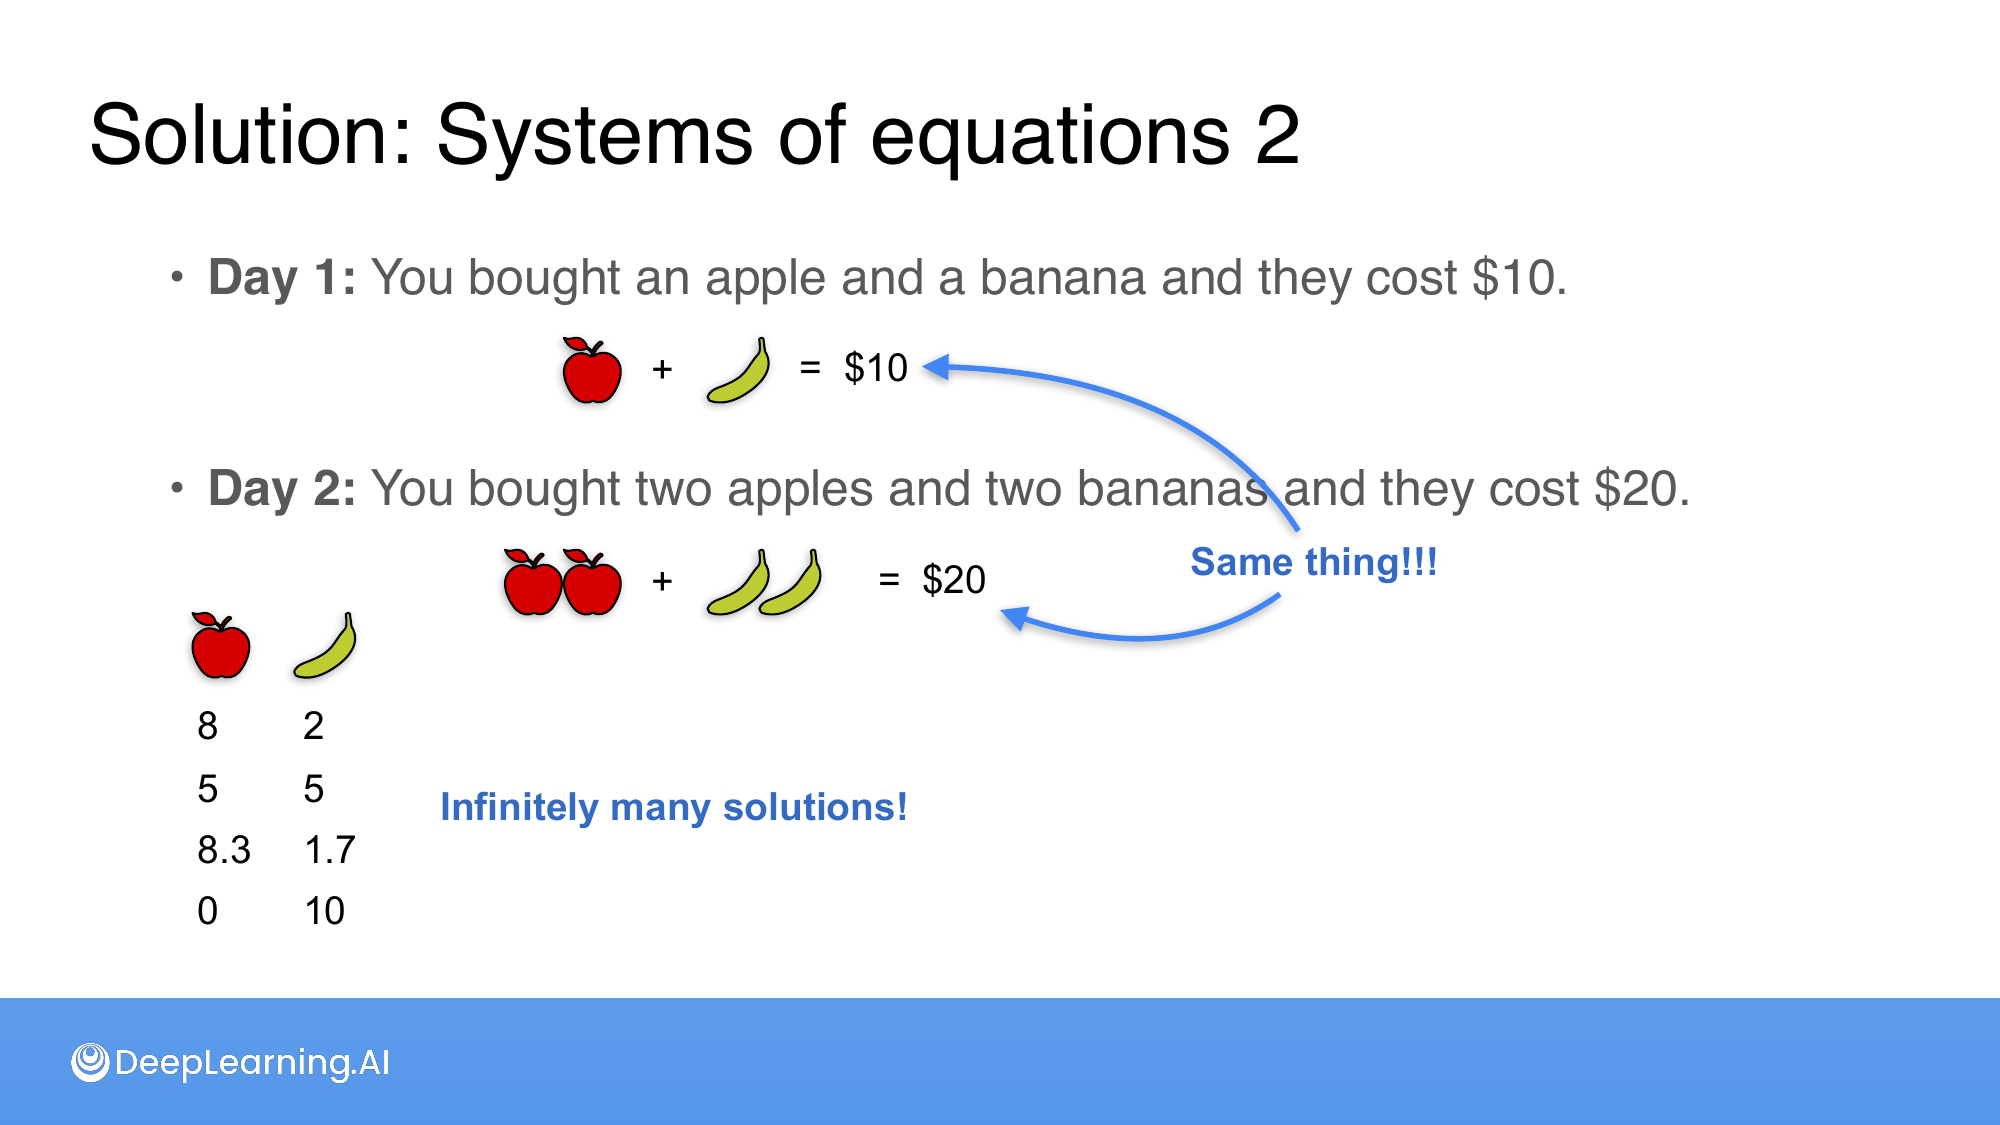 Solution: Systems of equations 2
• Day 1: You bought an apple and a banana and they cost $10.
+ = $10
• Day 2: You bought two apples and two bananas and they cost $20.
+ = $20
Same thing!!!
8 2
5 5
8.3 1.7
0 10
Infinitely many solutions!
DeepLearning.AI